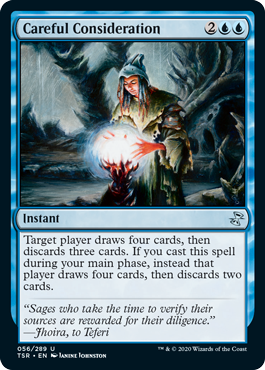 Careful Consideration 2
Instant
Target player draws four cards, then
discards three cards. If you cast this spell
during your main phase, instead that
player draws four cards, then discards two
cards.
“Sages who take the time to verify their
sources are rewarded for their diligence.”
—Jhoira, to Teferi
056/289 U
TSR • EN JANINE JOHNSTON
™ & © 2020 Wizards of the Coast